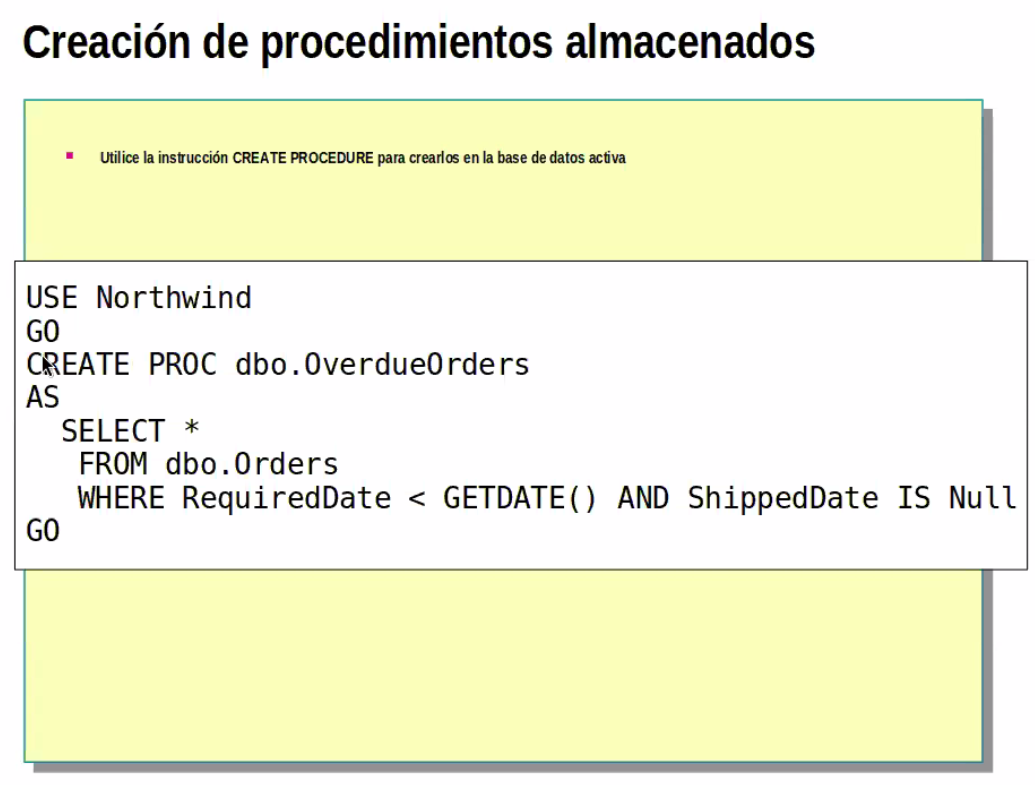 Creación de procedimientos almacenados
Utilice la instrucción CREATE PROCEDURE para crearlos en la base de datos activa
USE Northwind
GO
CREATE PROC dbo.OverdueOrders
AS
SELECT *
FROM dbo.Orders
WHERE RequiredDate < GETDATE() AND ShippedDate IS Null
GO